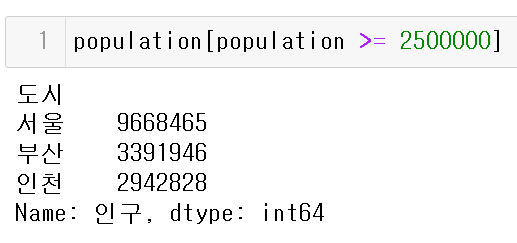 1 population[population >= 2500000]
도시
서울 9668465
부산 3391946
인천 2942828
Name: 인구, dtype: int64